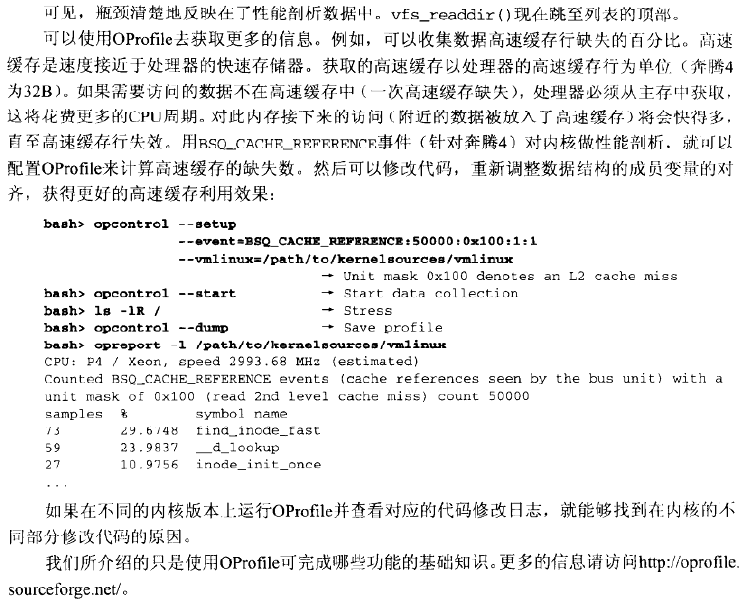 可见，瓶颈清楚地反映在了性能剖析数据中。vfs_readdir()现在跳至列表的顶部。
可以使用OProfile去获取更多的信息。例如，可以收集数据高速缓存行缺失的百分比。高速
缓存是速度接近于处理器的快速存储器。获取的高速缓存以处理器的高速缓存行为单位（奔腾4
为32B）。如果需要访问的数据不在高速缓存中（一次高速缓存缺失），处理器必须从主存中获取，
这将花费更多的CPU周期。对此内存接下来的访问（附近的数据被放入了高速缓存）将会快得多，
直至高速缓存行失效。用BSQ_CACHE_REFERENCE事件（针对奔腾4）对内核做性能剖析，就可以
配置OProfile来计算高速缓存的缺失数。然后可以修改代码，重新调整数据结构的成员变量的对
齐，获得更好的高速缓存利用效果：
bash> opcontrol --setup
--event=BSQ_CACHE_REFERENCE:50000:0x100:1:1
--vmlinux=/path/to/kernelsources/vmlinux
→ Unit mask 0x100 denotes an L2 cache miss
bash> opcontrol --start → Start data collection
bash> ls -lR / → Stress
bash> opcontrol --dump → Save profile
bash> opreport -l /path/to/kernelsources/vmlinux
CPU: P4 / Xeon, speed 2993.68 MHz (estimated)
Counted BSQ_CACHE_REFERENCE events (cache references seen by the bus unit) with a
unit mask of 0x100 (read 2nd level cache miss) count 50000
samples % symbol name
73 29.6748 find_inode_fast
59 23.9837 __d_lookup
27 10.9756 inode_init_once
...
如果在不同的内核版本上运行OProfile并查看对应的代码修改日志，就能够找到在内核的不
同部分修改代码的原因。
我们所介绍的只是使用OProfile可完成哪些功能的基础知识。更多的信息请访问http://oprofile.
sourceforge.net/。